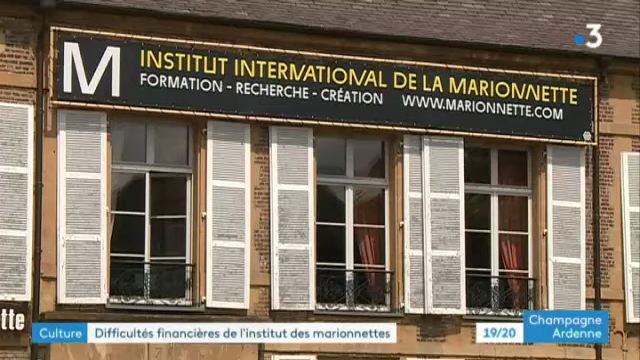 .3
M
INSTITUT INTERNATIONAL DE LA MARIONNETTE
FORMATION - RECHERCHE - CRÉATION WWW.MARIONNETTE.COM
tte
Culture Difficultés financières de l'institut des marionnettes 19/20 Champagne
Ardenne